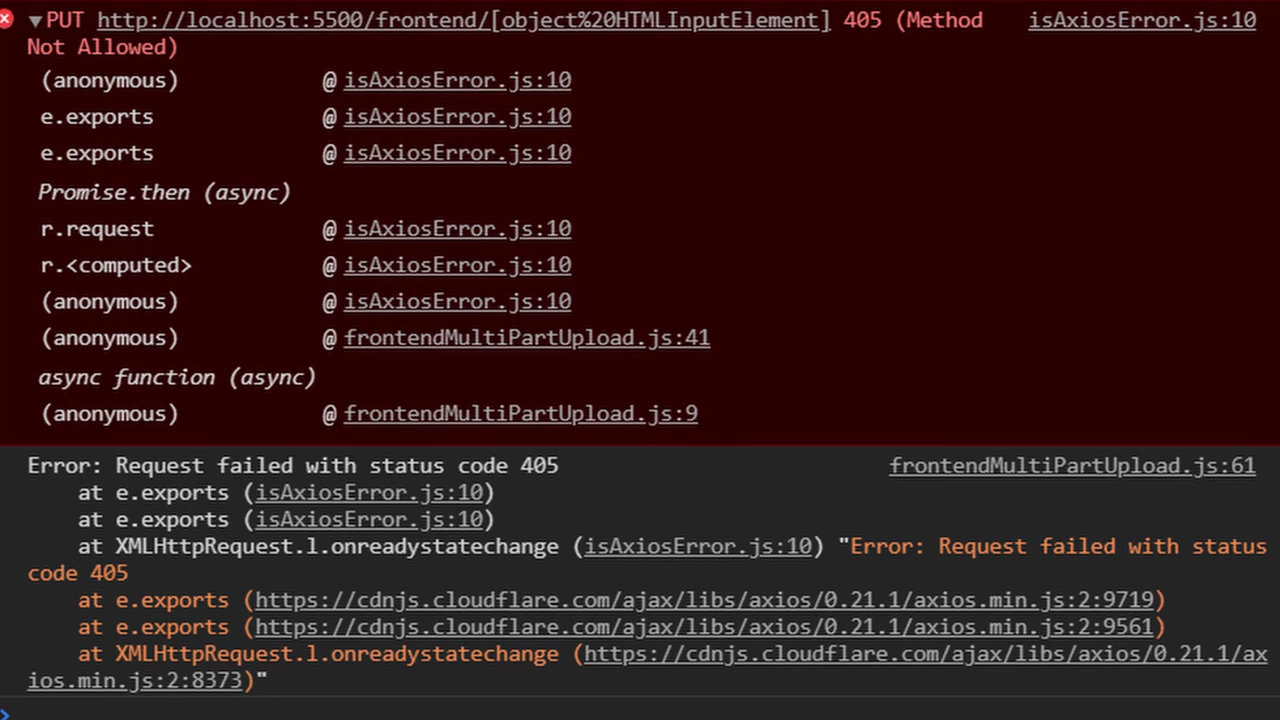 ▼PUT http://localhost:5500/frontend/[object%20HTMLInputElement] 405 (Method isAxiosError.js:10
Not Allowed)
(anonymous) @ isAxiosError.js:10
e.exports @ isAxiosError.js:10
e.exports @ isAxiosError.js:10
Promise.then (async)
r.request @ isAxiosError.js:10
r.<computed> @ isAxiosError.js:10
(anonymous) @ isAxiosError.js:10
(anonymous) @ frontendMultiPartUpload.js:41
async function (async)
(anonymous) @ frontendMultiPartUpload.js:9
Error: Request failed with status code 405 frontendMultiPartUpload.js:61
at e.exports (isAxiosError.js:10)
at e.exports (isAxiosError.js:10)
at XMLHttpRequest.l.onreadystatechange (isAxiosError.js:10) "Error: Request failed with status
code 405
at e.exports (https://cdnjs.cloudflare.com/ajax/libs/axios/0.21.1/axios.min.js:2:9719)
at e.exports (https://cdnjs.cloudflare.com/ajax/libs/axios/0.21.1/axios.min.js:2:9561)
at XMLHttpRequest.l.onreadystatechange (https://cdnjs.cloudflare.com/ajax/libs/axios/0.21.1/ax
ios.min.js:2:8373)"